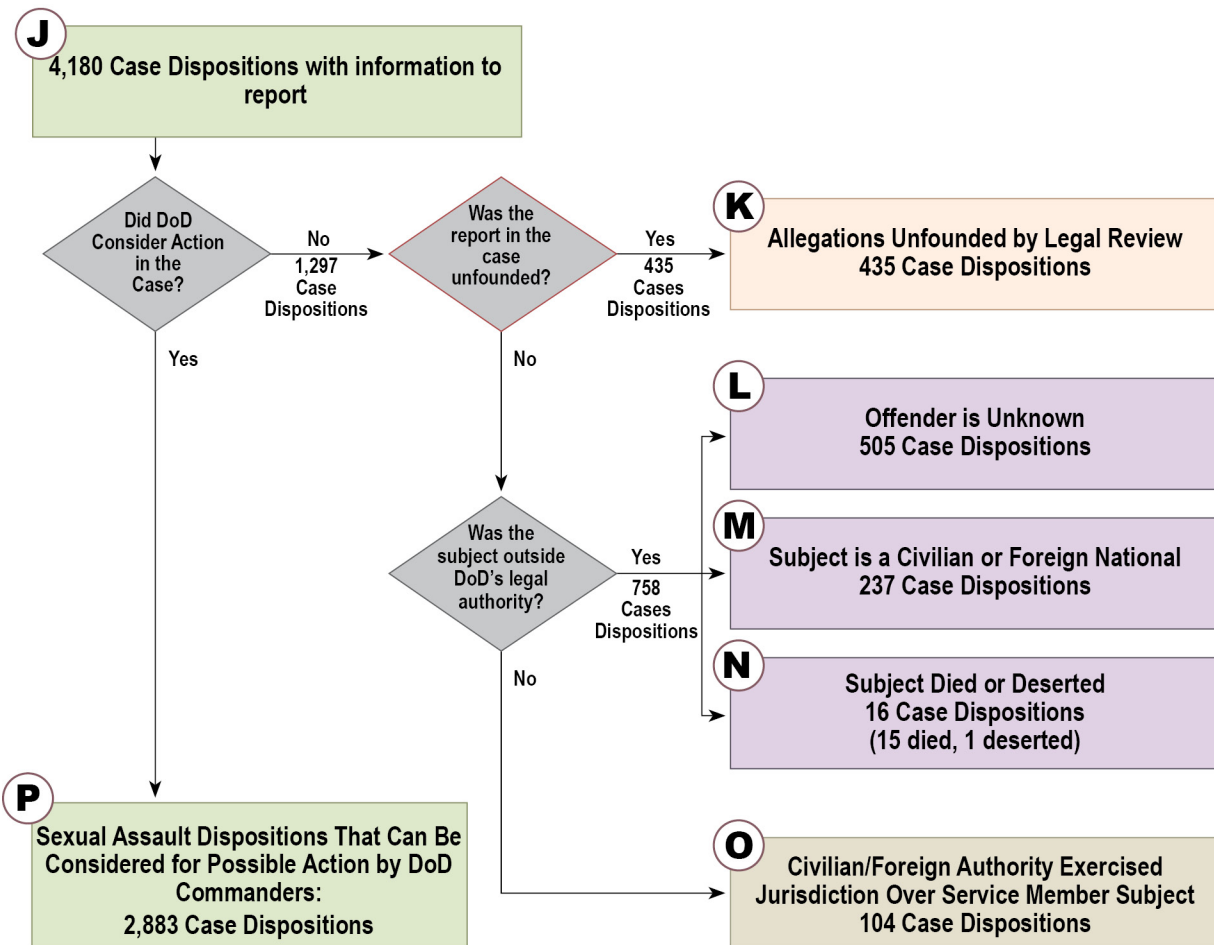 J
4,180 Case Dispositions with information to
report
Did DoD
Consider Action
in the
Case?
No
1,297
Case
Dispositions
Was the
report in the
case
unfounded?
Yes
435
Cases
Dispositions
K
Allegations Unfounded by Legal Review
435 Case Dispositions
Yes
No
L
Offender is Unknown
505 Case Dispositions
Was the
subject outside
DoD's legal
authority?
Yes
758
Cases
Dispositions
M
Subject is a Civilian or Foreign National
237 Case Dispositions
N
Subject Died or Deserted
16 Case Dispositions
(15 died, 1 deserted)
No
P
Sexual Assault Dispositions That Can Be
Considered for Possible Action by DoD
Commanders:
2,883 Case Dispositions
O
Civilian/Foreign Authority Exercised
Jurisdiction Over Service Member Subject
104 Case Dispositions